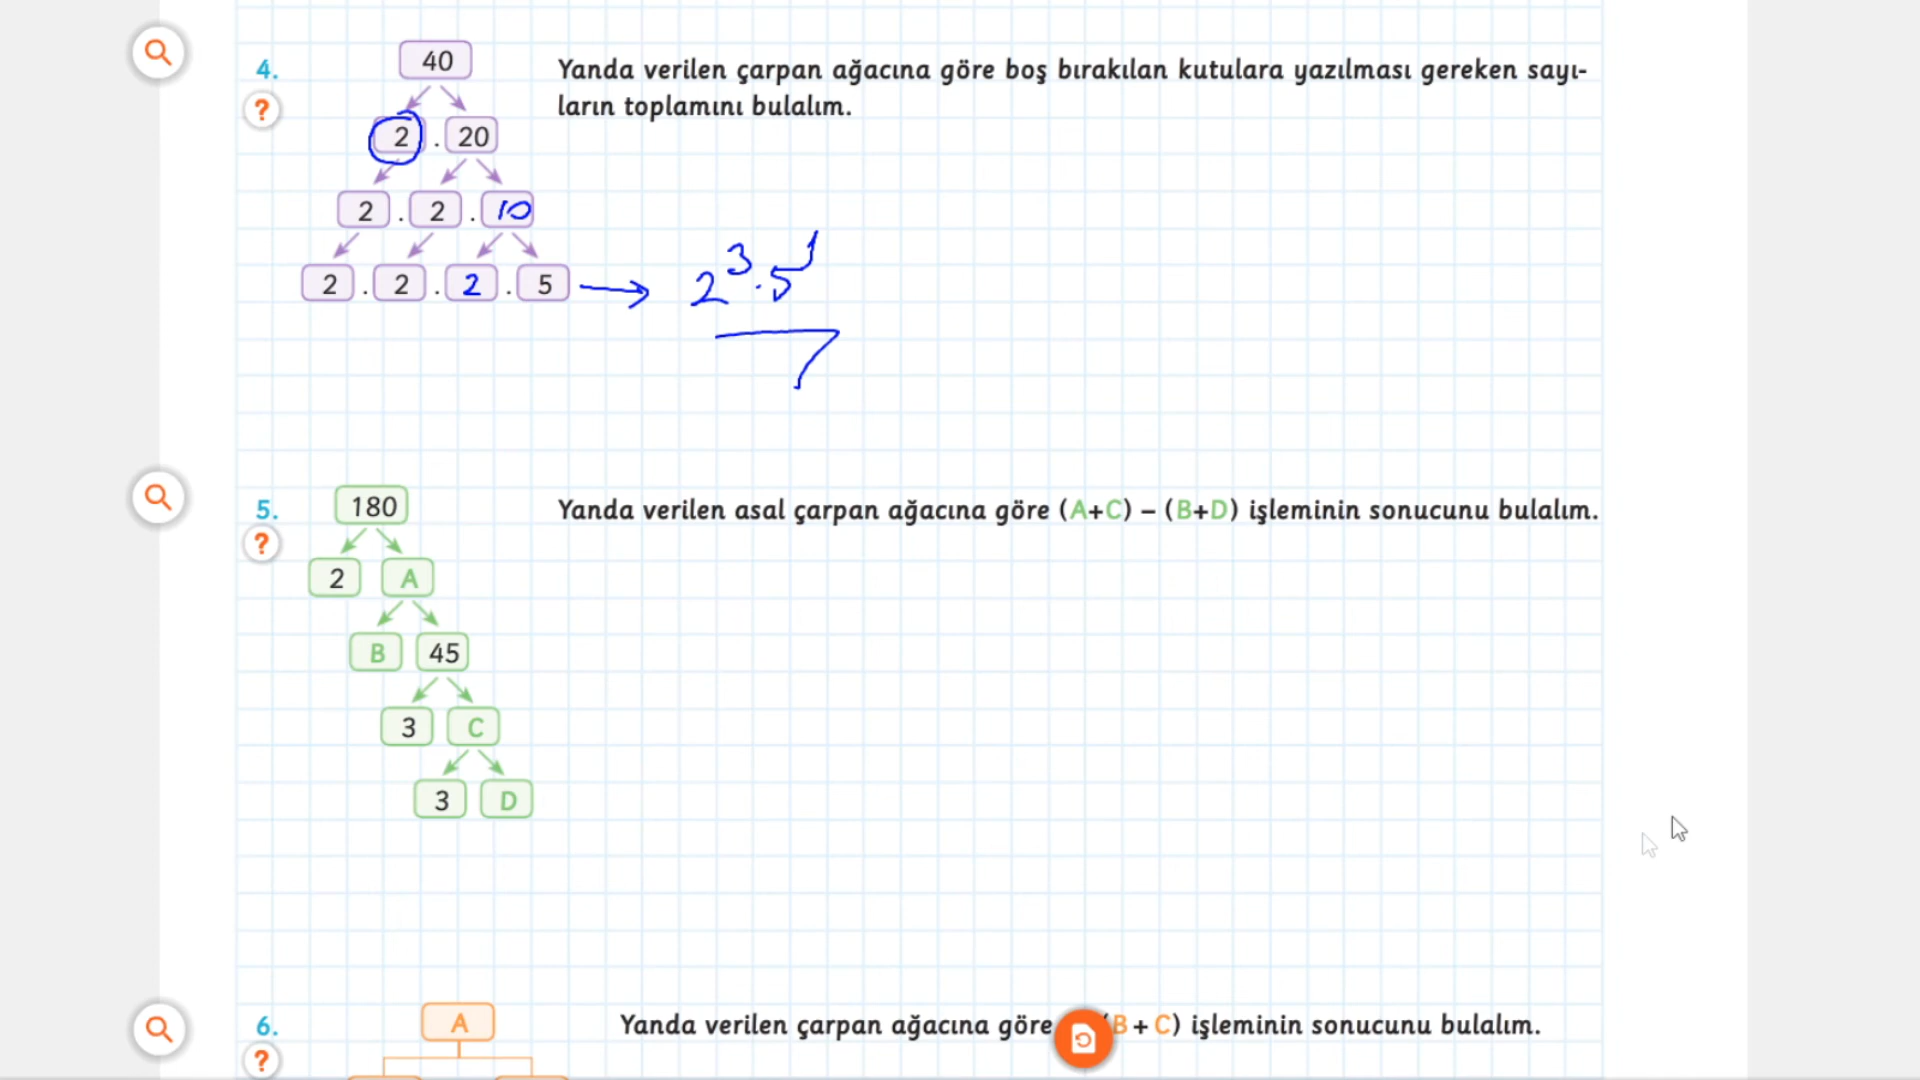 4.
?
40
Yanda verilen çarpan ağacına göre boş bırakılan kutulara yazılması gereken sayı-
ların toplamını bulalım.
2 . 20
2 . 2 . 10
2 . 2 . 2 . 5 → 2³ . 5¹
5.
?
180
Yanda verilen asal çarpan ağacına göre (A+C) – (B+D) işleminin sonucunu bulalım.
2 A
B 45
3 C
3 D
6.
?
A
Yanda verilen çarpan ağacına göre B + C) işleminin sonucunu bulalım.